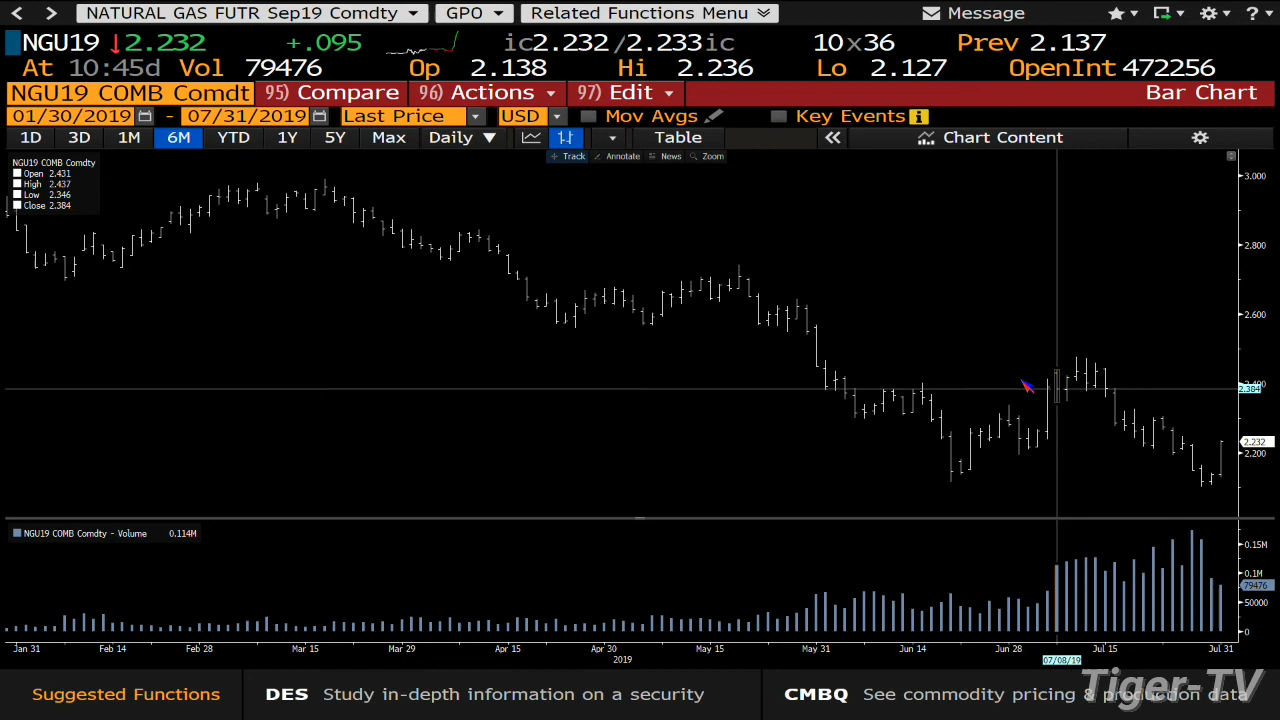 NATURAL GAS FUTR Sep19 Comdty GPO Related Functions Menu Message
NGU19 ↓2.232 +.095 ic2.232 /2.233ic 10x36 Prev 2.137
At 10:45d Vol 79476 Op 2.138 Hi 2.236 Lo 2.127 OpenInt 472256
NGU19 COMB Comdt 95) Compare 96) Actions 97) Edit Bar Chart
01/30/2019 - 07/31/2019 Last Price USD Mov Avgs Key Events
1D 3D 1M 6M YTD 1Y 5Y Max Daily ▼ Table « Chart Content
Track Annotate News Zoom
NGU19 COMB Comdty
Open 2.431
High 2.437
Low 2.346
Close 2.384
3.000
2.800
2.600
2.400
2.384
2.232
2.200
NGU19 COMB Comdty - Volume 0.114M
0.15M
0.1M
79476
50000
0
Jan 31 Feb 14 Feb 28 Mar 15 Mar 29 Apr 15 Apr 30 May 15 May 31 Jun 14 Jun 28 Jul 15 Jul 31
2019 07/08/19
Suggested Functions DES Study in-depth information on a security CMBQ See commodity pricing & production data
Tiger-TV